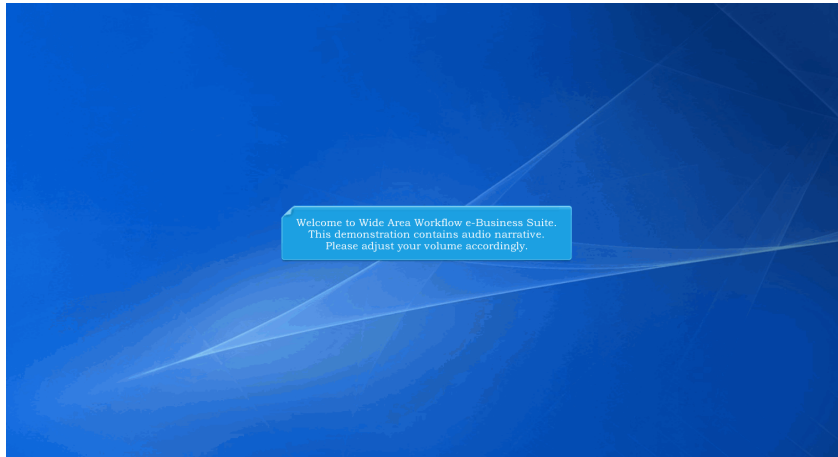 Welcome to Wide Area Workflow e-Business Suite.
This demonstration contains audio narrative.
Please adjust your volume accordingly.